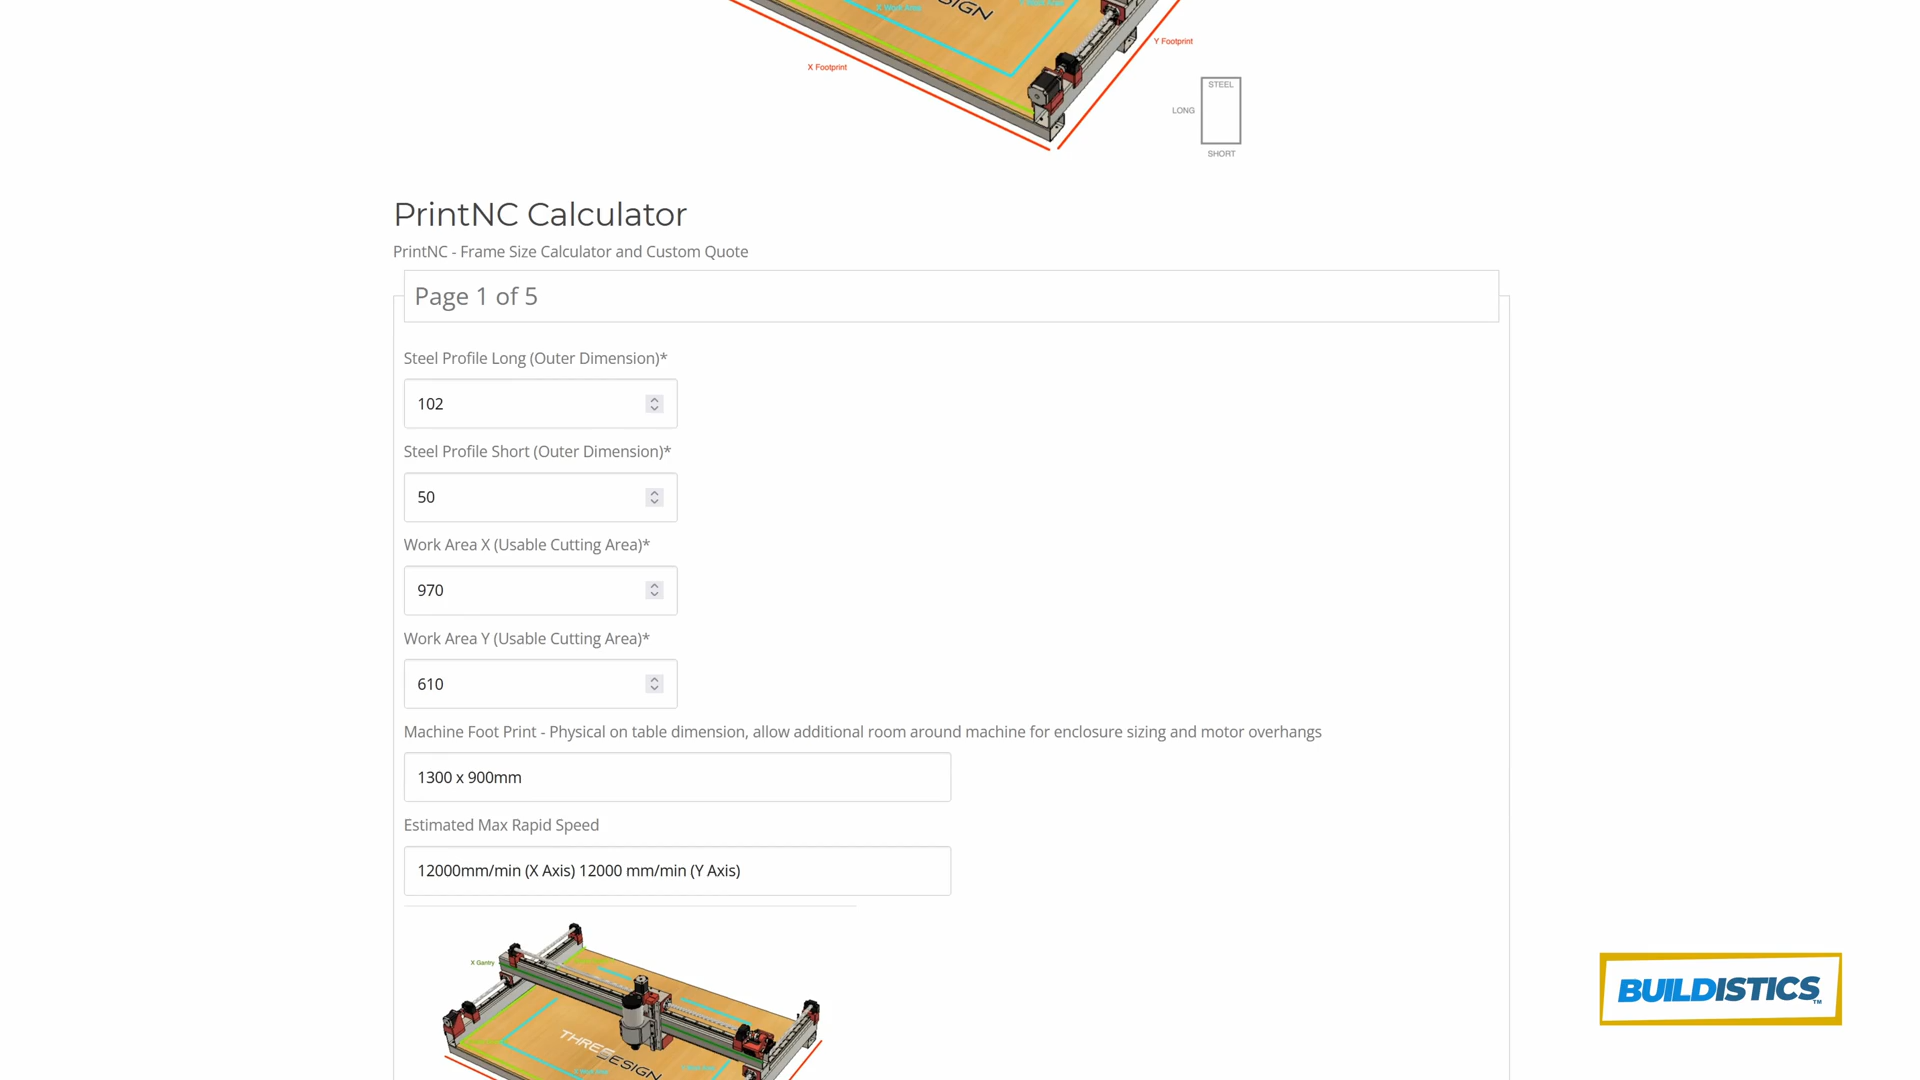 X Footprint
Y Footprint
STEEL
LONG
SHORT
PrintNC Calculator
PrintNC - Frame Size Calculator and Custom Quote
Page 1 of 5
Steel Profile Long (Outer Dimension)*
102
Steel Profile Short (Outer Dimension)*
50
Work Area X (Usable Cutting Area)*
970
Work Area Y (Usable Cutting Area)*
610
Machine Foot Print - Physical on table dimension, allow additional room around machine for enclosure sizing and motor overhangs
1300 x 900mm
Estimated Max Rapid Speed
12000mm/min (X Axis) 12000 mm/min (Y Axis)
X Gantry
BUILDISTICS™